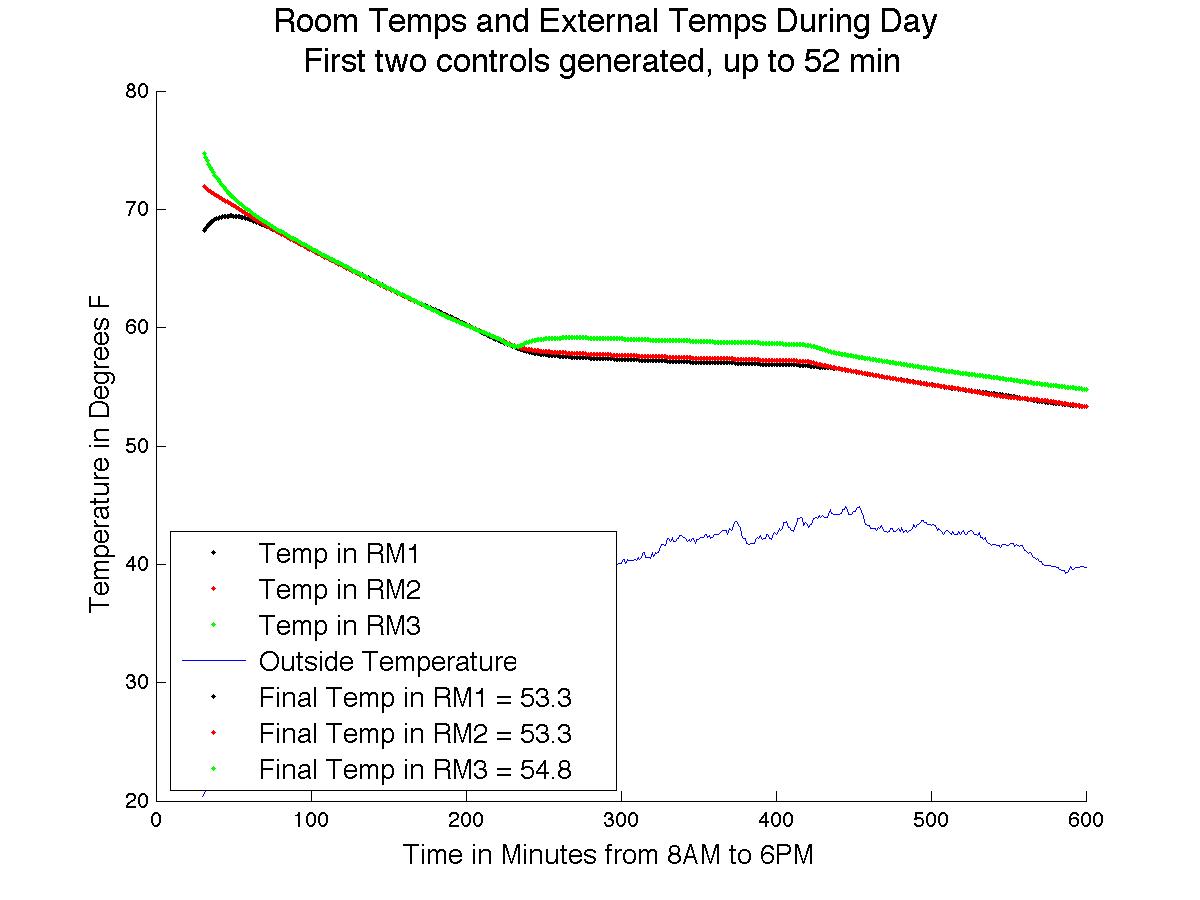 Room Temps and External Temps During Day
First two controls generated, up to 52 min
80
70
60
50
40
30
20
Temperature in Degrees F
Temp in RM1
Temp in RM2
Temp in RM3
Outside Temperature
Final Temp in RM1 = 53.3
Final Temp in RM2 = 53.3
Final Temp in RM3 = 54.8
0 100 200 300 400 500 600
Time in Minutes from 8AM to 6PM